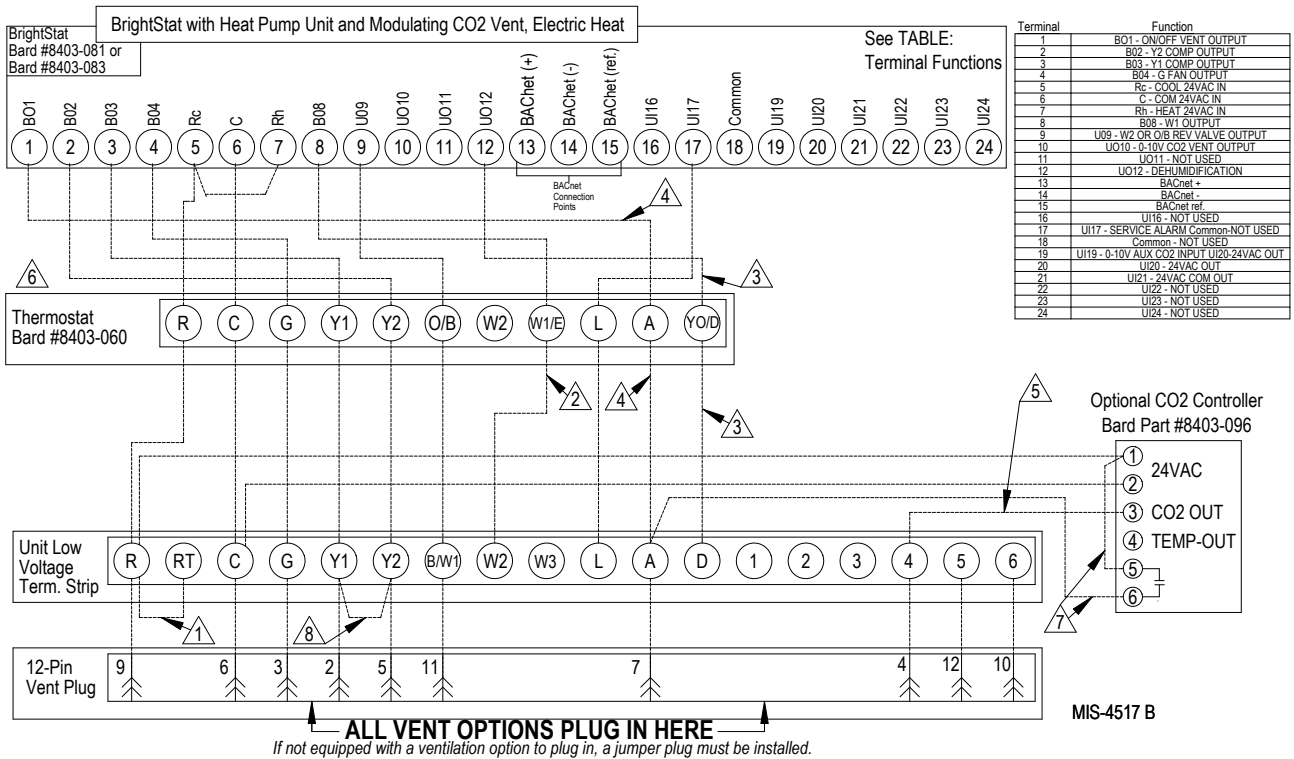 BrightStat with Heat Pump Unit and Modulating CO2 Vent, Electric Heat
BrightStat
Bard #8403-081 or
Bard #8403-083
See TABLE:
Terminal Functions
BO1 B02 B03 B04 Rc C Rh B08 U09 UO10 UO11 UO12 BAChet (+) BAChet (-) BAChet (ref.) UI16 UI17 Common UI19 UI20 UI21 UI22 UI23 UI24
1 2 3 4 5 6 7 8 9 10 11 12 13 14 15 16 17 18 19 20 21 22 23 24
BACnet
Connection
Points
4
6
3
Thermostat
Bard #8403-060
R C G Y1 Y2 O/B W2 W1/E L A YO/D
2
4
3
5
Optional CO2 Controller
Bard Part #8403-096
1
24VAC
2
3 CO2 OUT
4 TEMP-OUT
5
6
7
Unit Low
Voltage
Term. Strip
R RT C G Y1 Y2 B/W1 W2 W3 L A D 1 2 3 4 5 6
1
8
12-Pin
Vent Plug
9 6 3 2 5 11 7 4 12 10
ALL VENT OPTIONS PLUG IN HERE
If not equipped with a ventilation option to plug in, a jumper plug must be installed.
MIS-4517 B
Terminal Function
1 BO1 - ON/OFF VENT OUTPUT
2 B02 - Y2 COMP OUTPUT
3 B03 - Y1 COMP OUTPUT
4 B04 - G FAN OUTPUT
5 Rc - COOL 24VAC IN
6 C - COM 24VAC IN
7 Rh - HEAT 24VAC IN
8 B08 - W1 OUTPUT
9 U09 - W2 OR O/B REV VALVE OUTPUT
10 UO10 - 0-10V CO2 VENT OUTPUT
11 UO11 - NOT USED
12 UO12 - DEHUMIDIFICATION
13 BACnet +
14 BACnet -
15 BACnet ref.
16 UI16 - NOT USED
17 UI17 - SERVICE ALARM Common-NOT USED
18 Common - NOT USED
19 UI19 - 0-10V AUX CO2 INPUT UI20-24VAC OUT
20 UI20 - 24VAC OUT
21 UI21 - 24VAC COM OUT
22 UI22 - NOT USED
23 UI23 - NOT USED
24 UI24 - NOT USED